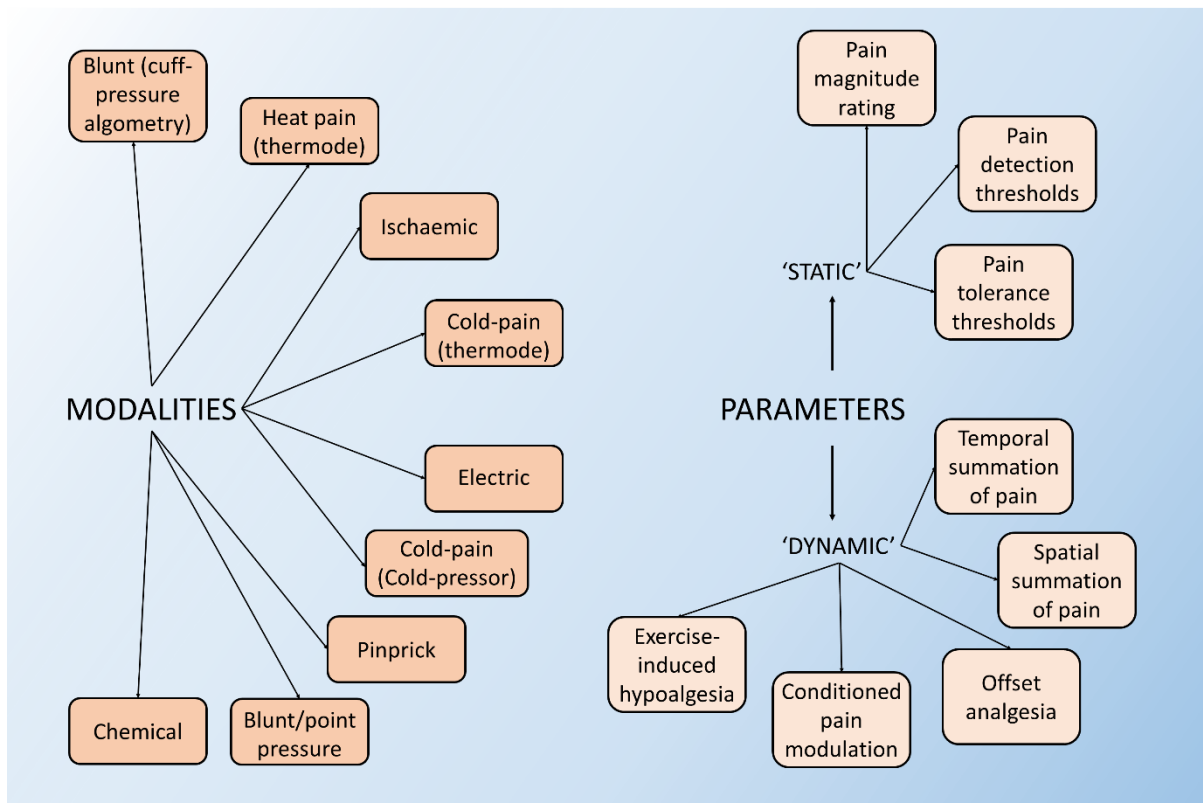 Blunt (cuff-
pressure
algometry)
Heat pain
(thermode)
Ischaemic
Cold-pain
(thermode)
MODALITIES
Electric
Cold-pain
(Cold-pressor)
Pinprick
Chemical
Blunt/point
pressure
Pain
magnitude
rating
Pain
detection
thresholds
‘STATIC’
Pain
tolerance
thresholds
PARAMETERS
Temporal
summation
of pain
‘DYNAMIC’
Spatial
summation
of pain
Exercise-
induced
hypoalgesia
Conditioned
pain
modulation
Offset
analgesia